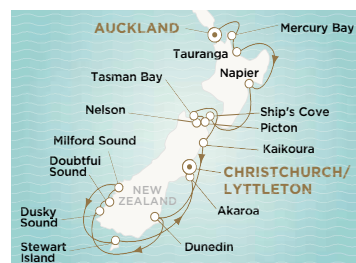 AUCKLAND
Mercury Bay
Tauranga
Napier
Tasman Bay
Nelson
Ship's Cove
Picton
Kaikoura
Milford Sound
Doubtful
Sound
CHRISTCHURCH/
LYTTLETON
NEW
ZEALAND
Akaroa
Dusky
Sound
Dunedin
Stewart
Island